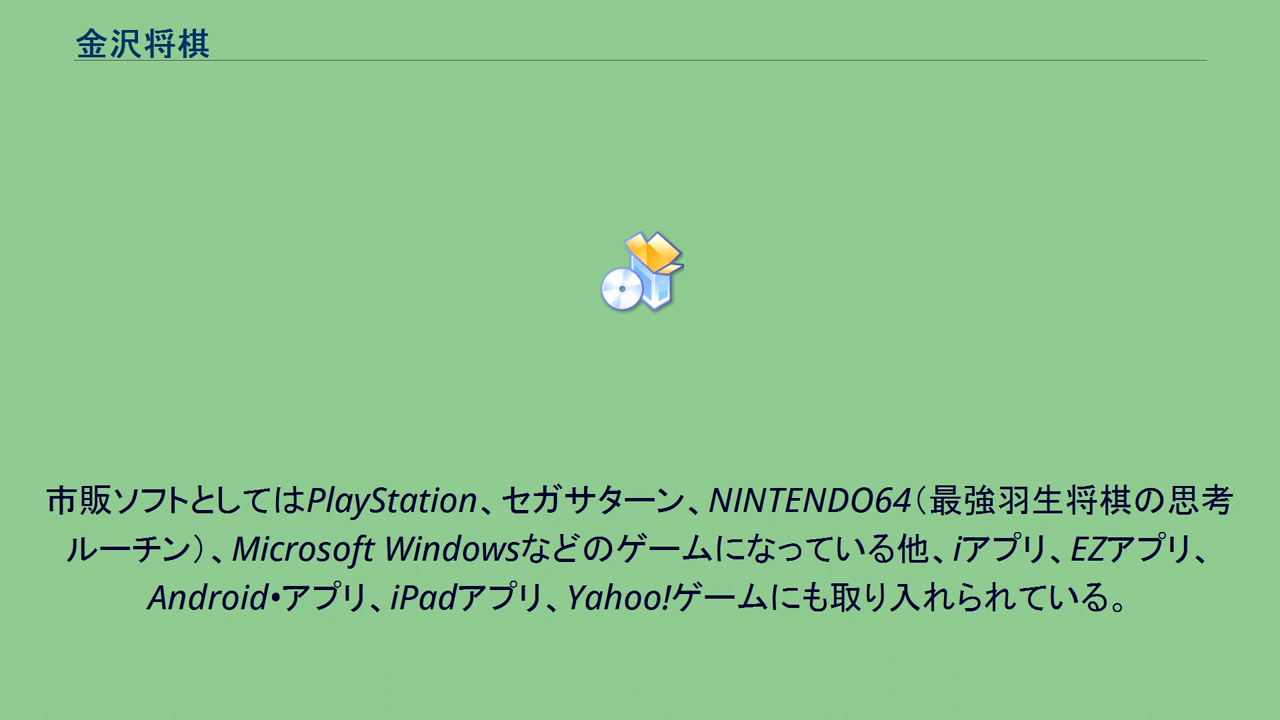 金沢将棋
市販ソフトとしてはPlayStation、セガサターン、NINTENDO64（最強羽生将棋の思考
ルーチン）、Microsoft Windowsなどのゲームになっている他、iアプリ、EZアプリ、
Android•アプリ、iPadアプリ、Yahoo!ゲームにも取り入れられている。